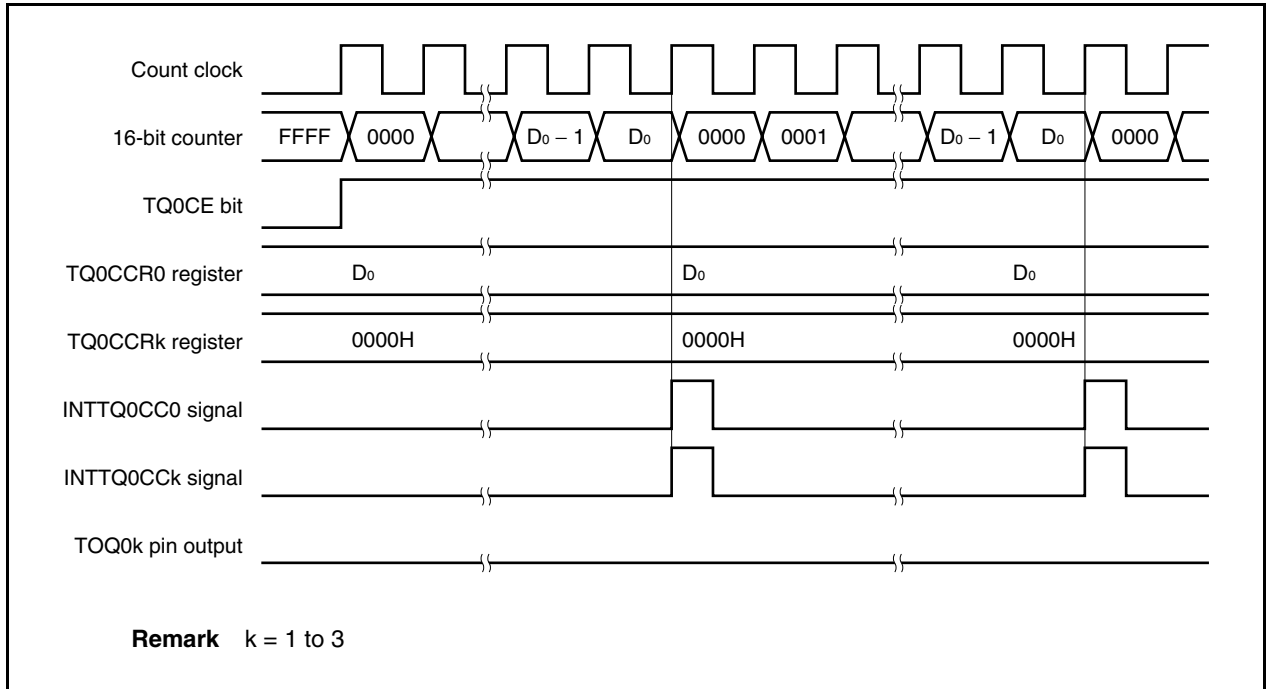 Count clock
16-bit counter FFFF 0000 D₀ − 1 D₀ 0000 0001 D₀ − 1 D₀ 0000
TQ0CE bit
TQ0CCR0 register D₀ D₀ D₀
TQ0CCRk register 0000H 0000H 0000H
INTTQ0CC0 signal
INTTQ0CCk signal
TOQ0k pin output
Remark k = 1 to 3